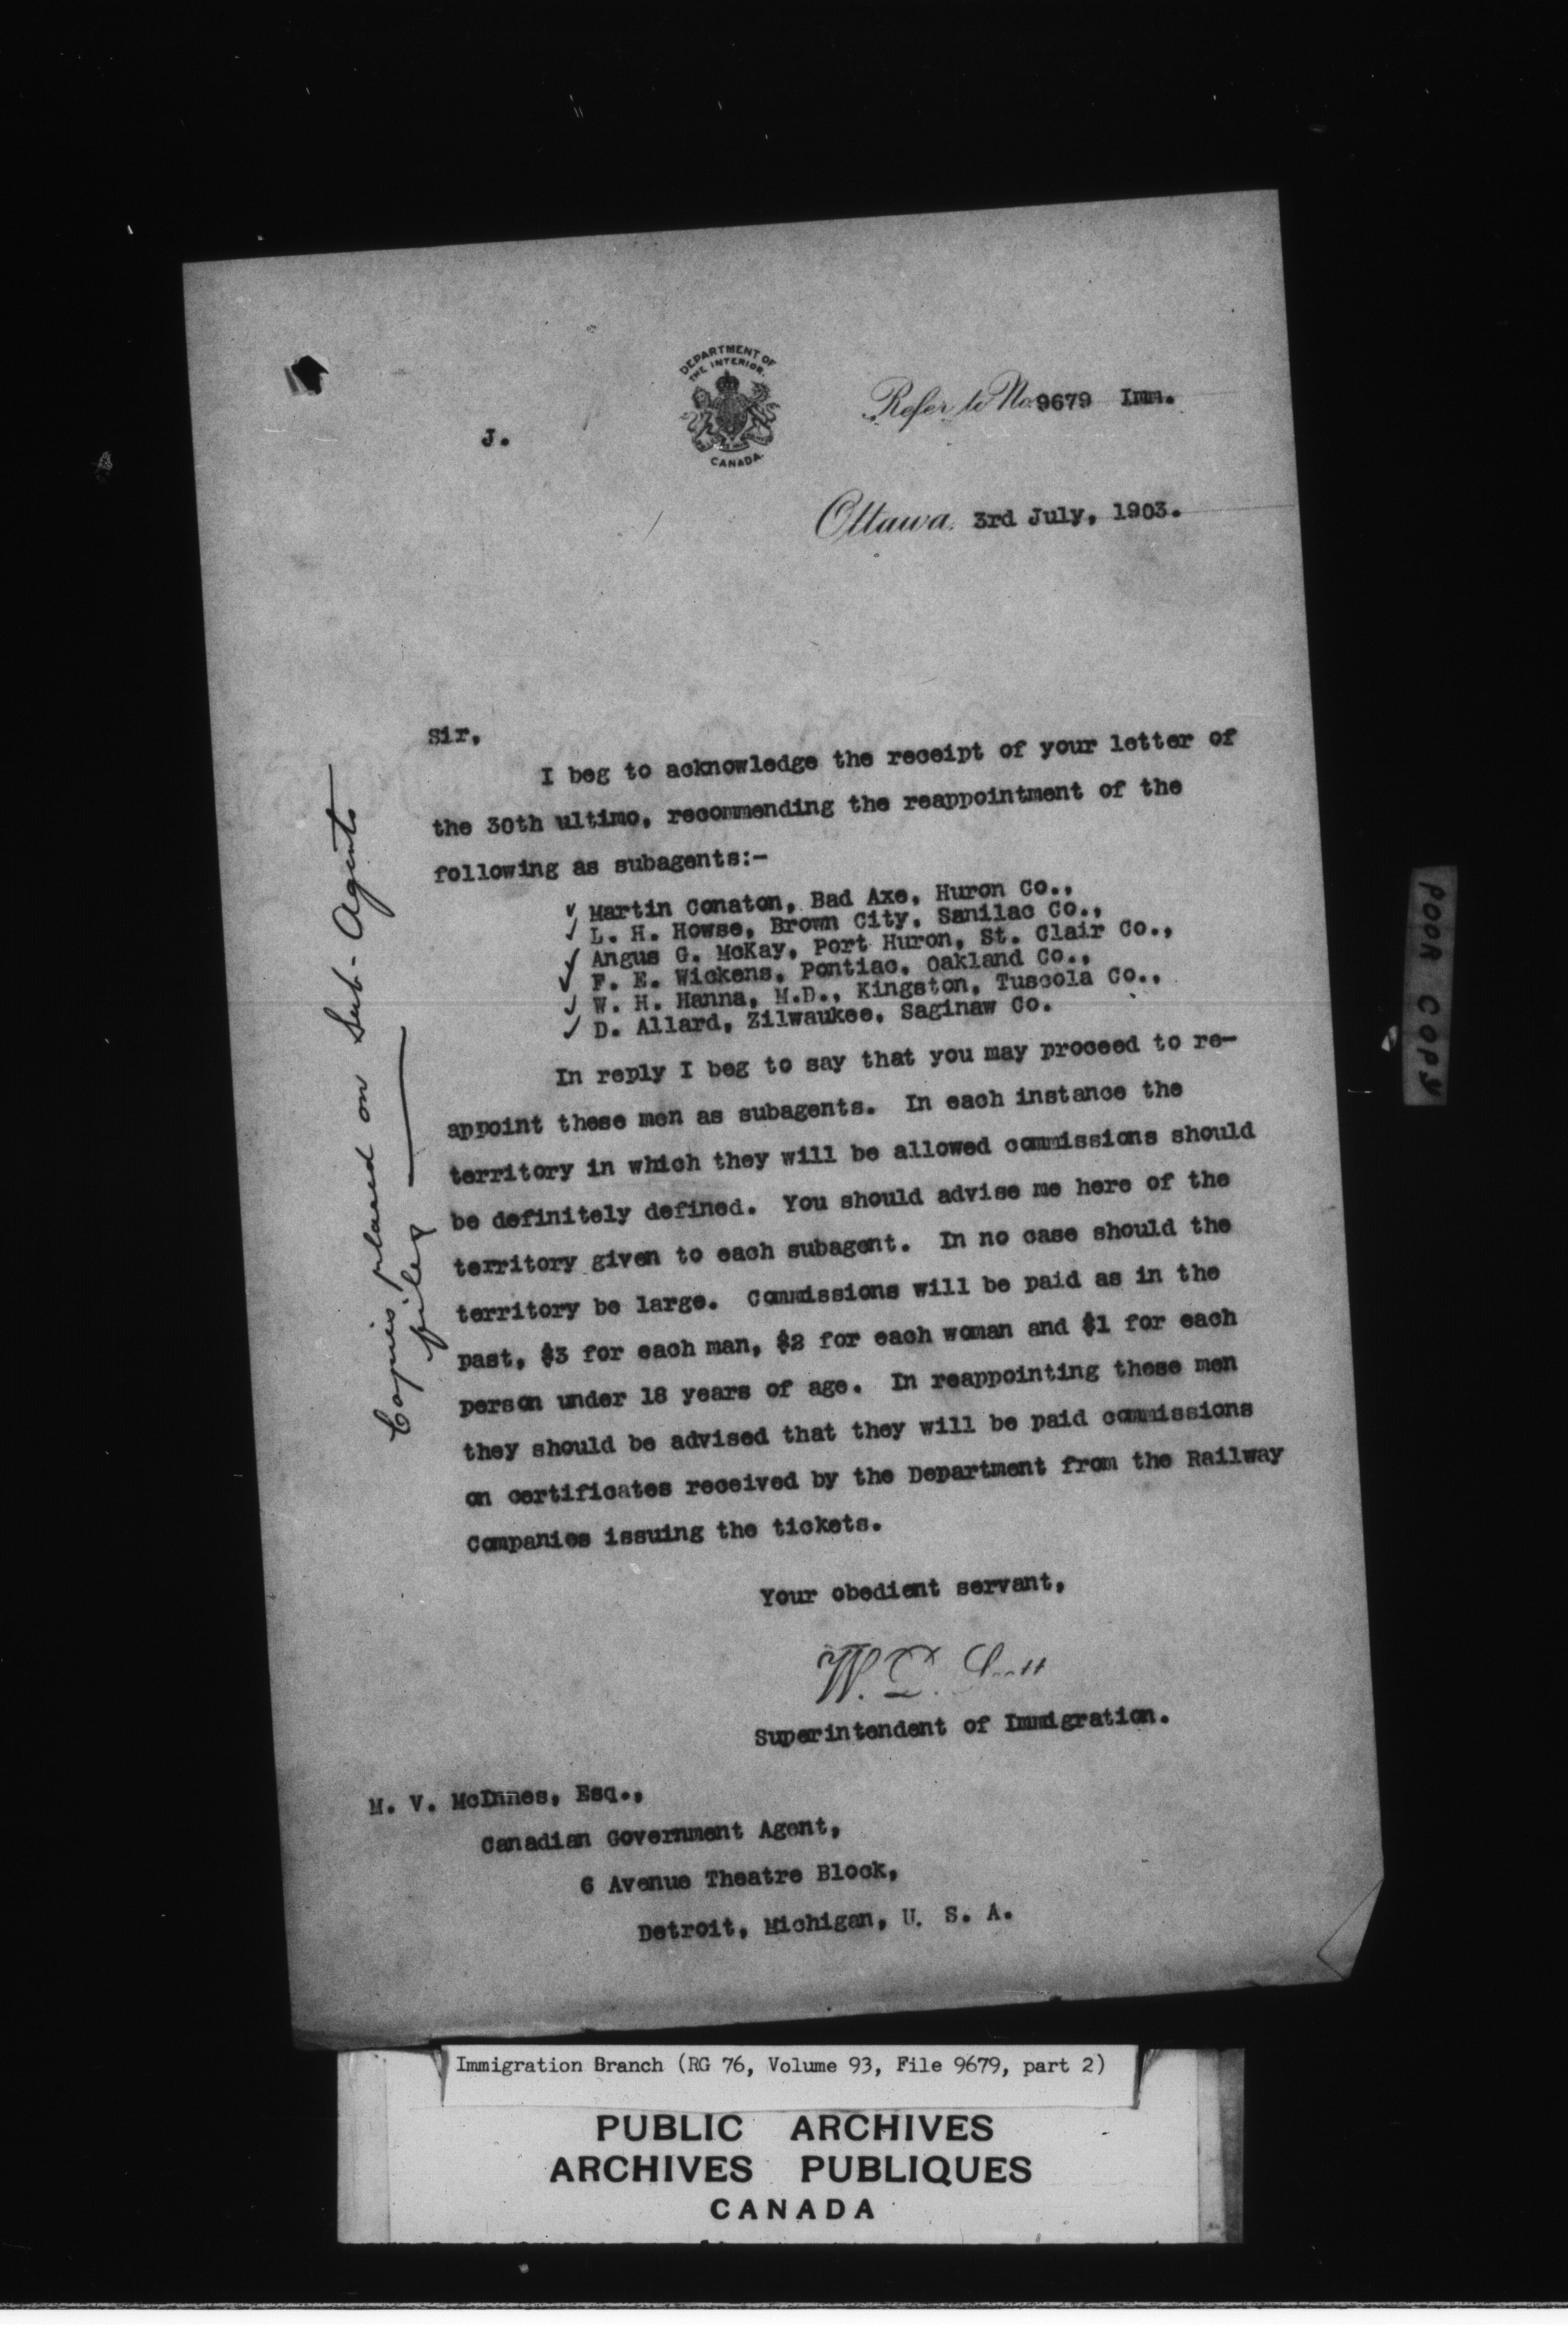 DEPARTMENT OF
THE INTERIOR.
CANADA.
Refer to No. 9679 Imm.
J.
Ottawa, 3rd July, 1903.
Sir,
I beg to acknowledge the receipt of your letter of
the 30th ultimo, recommending the reappointment of the
following as subagents:-
✓ Martin Conaton, Bad Axe, Huron Co.,
✓ L. H. Howse, Brown City, Sanilac Co.,
✓ Angus G. McKay, Port Huron, St. Clair Co.,
✓ F. E. Wickens, Pontiac, Oakland Co.,
✓ W. H. Hanna, M.D., Kingston, Tuscola Co.,
✓ D. Allard, Zilwaukee, Saginaw Co.
In reply I beg to say that you may proceed to re-
appoint these men as subagents. In each instance the
territory in which they will be allowed commissions should
be definitely defined. You should advise me here of the
territory given to each subagent. In no case should the
territory be large. Commissions will be paid as in the
past, $3 for each man, $2 for each woman and $1 for each
person under 18 years of age. In reappointing these men
they should be advised that they will be paid commissions
on certificates received by the Department from the Railway
Companies issuing the tickets.
Your obedient servant,
W. D. Scott
Superintendent of Immigration.
M. V. McInnes, Esq.,
Canadian Government Agent,
6 Avenue Theatre Block,
Detroit, Michigan, U. S. A.
Copies placed on Sub-Agents
files
POOR COPY
Immigration Branch (RG 76, Volume 93, File 9679, part 2)
PUBLIC ARCHIVES
ARCHIVES PUBLIQUES
CANADA